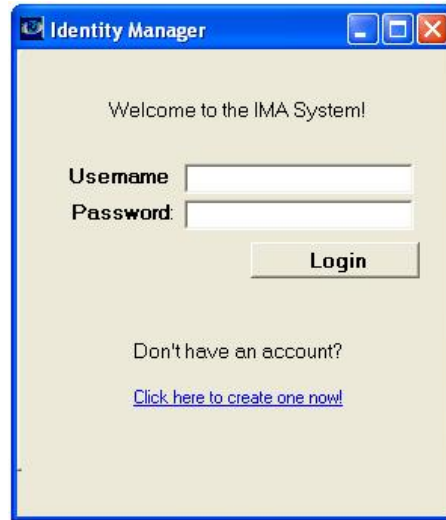 Identity Manager
Welcome to the IMA System!
Username
Password:
Login
Don't have an account?
Click here to create one now!